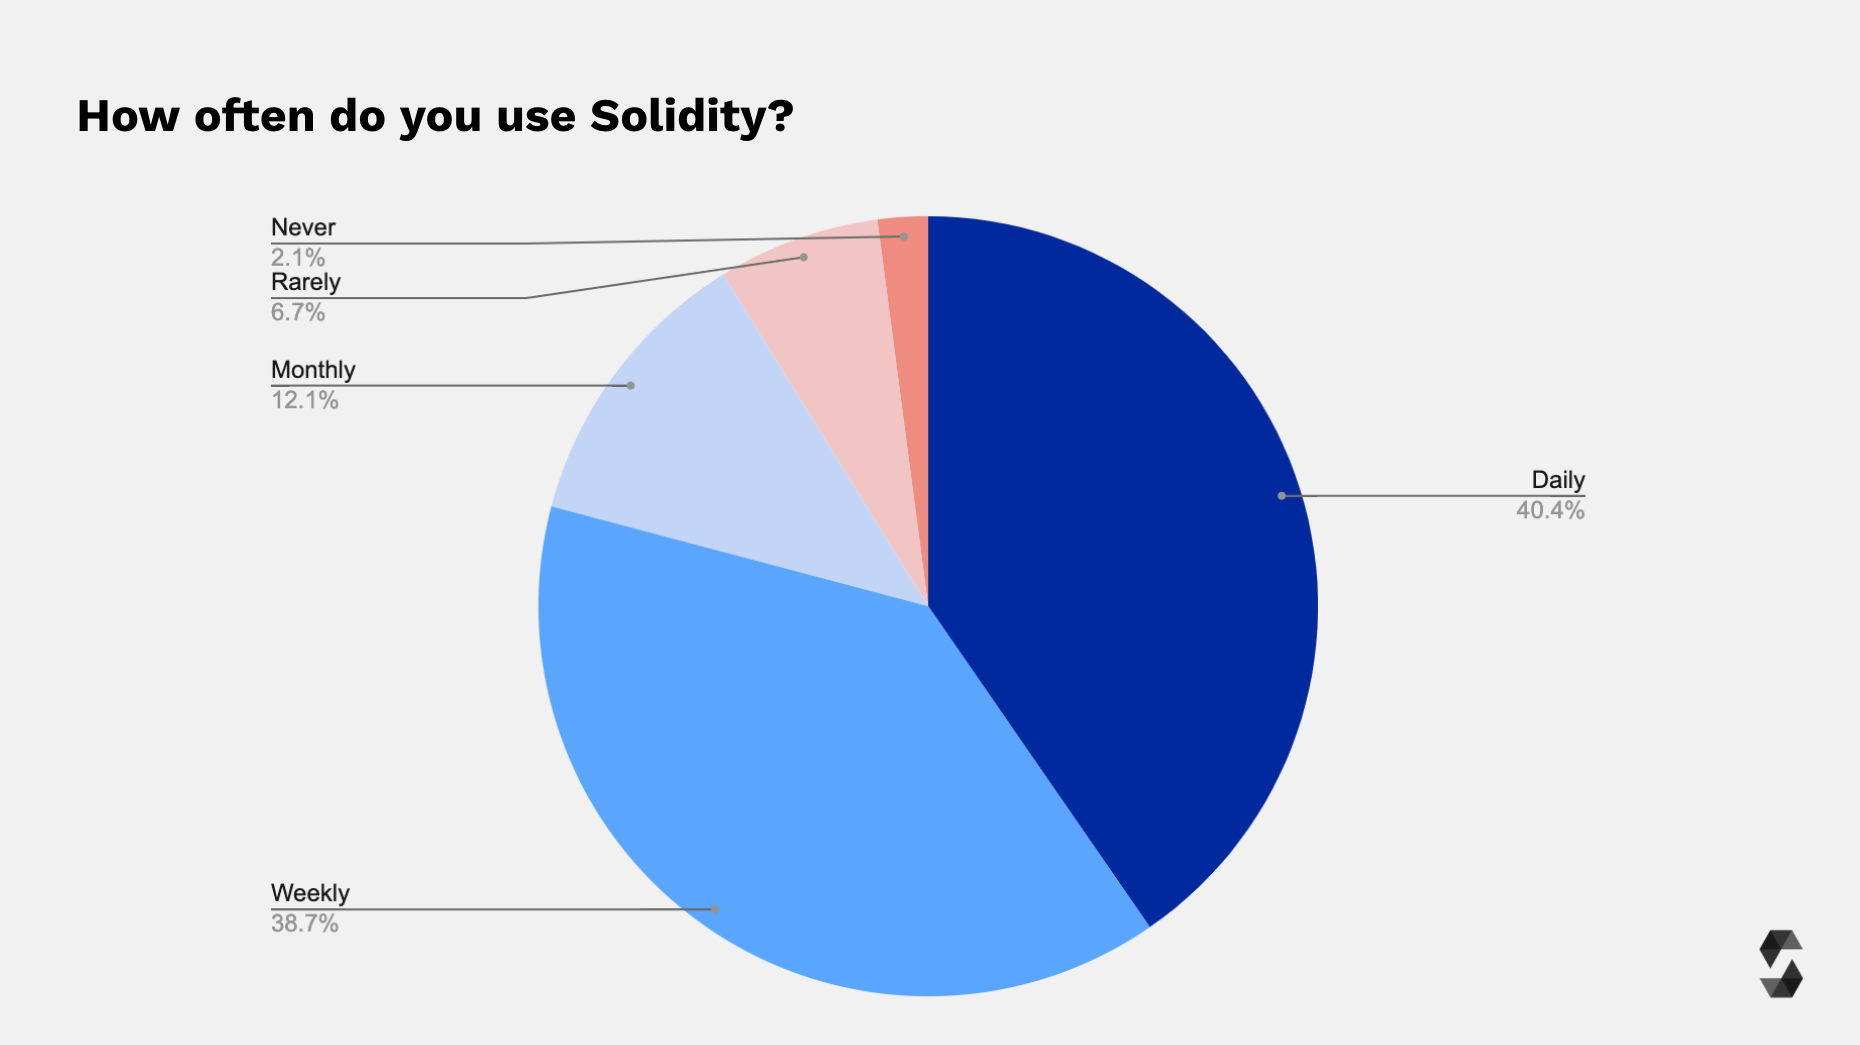 How often do you use Solidity?
Never
2.1%
Rarely
6.7%
Monthly
12.1%
Daily
40.4%
Weekly
38.7%